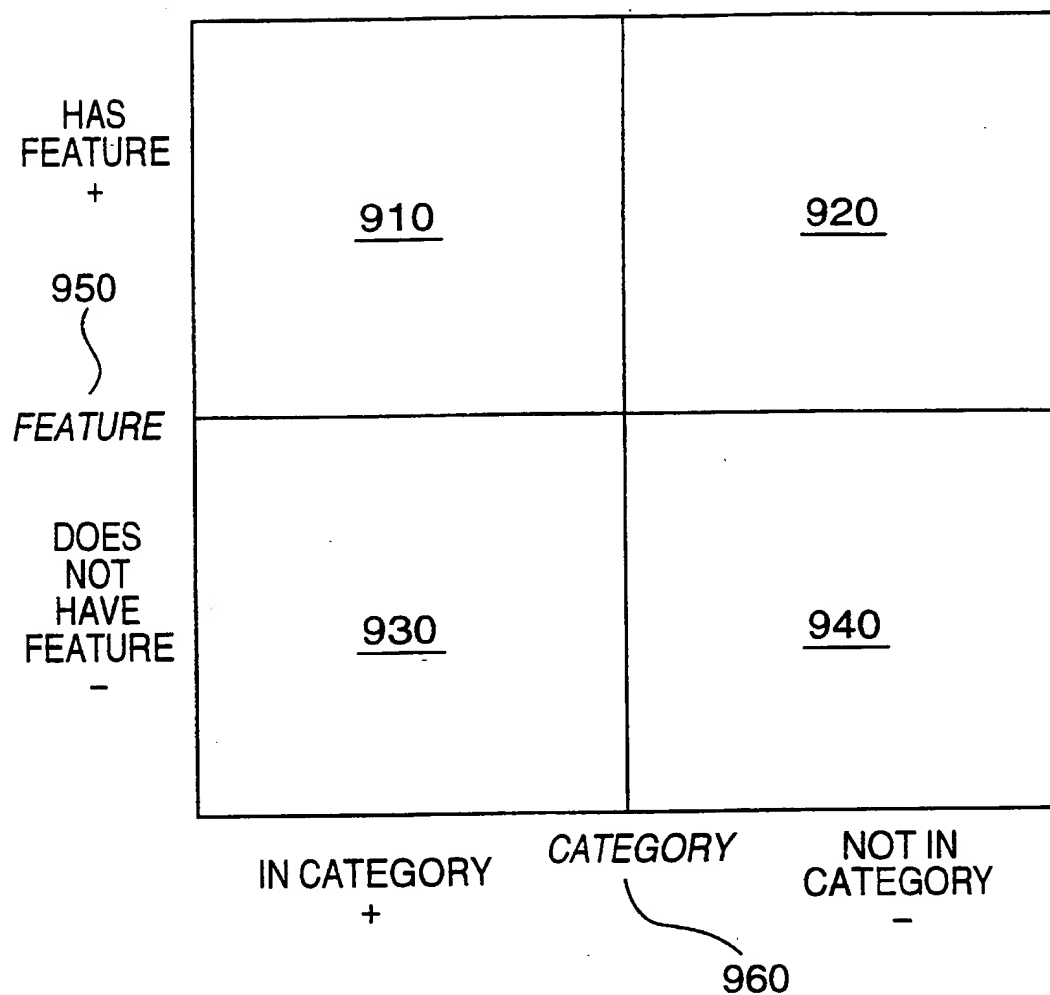 HAS
FEATURE
+
910
920
950
FEATURE
DOES
NOT
HAVE
FEATURE
–
930
940
IN CATEGORY
+
CATEGORY
NOT IN
CATEGORY
–
960